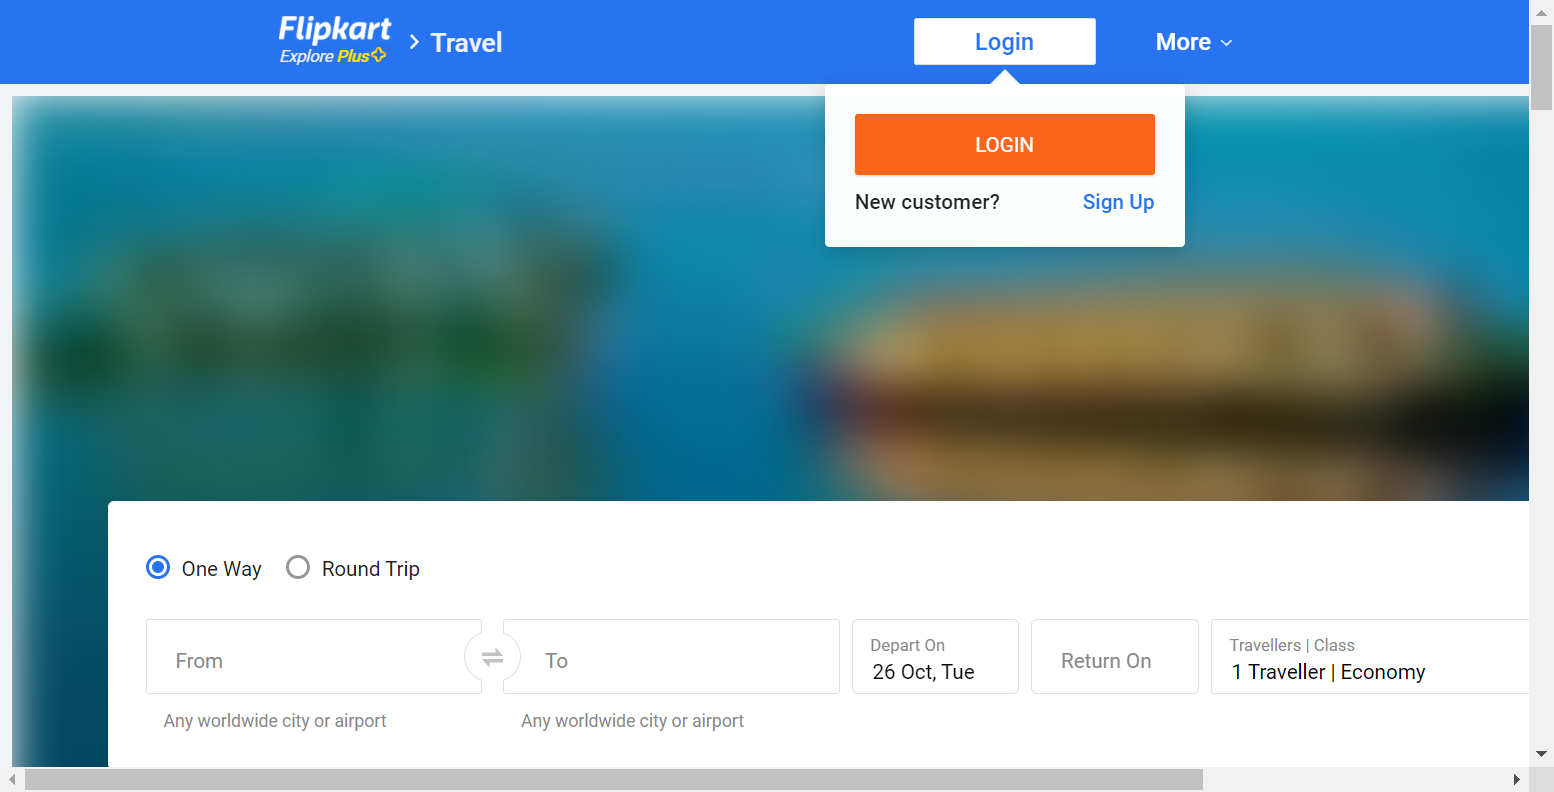 Flipkart
Explore Plus
Travel
Login
More
LOGIN
New customer?
Sign Up
One Way
Round Trip
From
To
Depart On
26 Oct, Tue
Return On
Travellers | Class
1 Traveller | Economy
Any worldwide city or airport
Any worldwide city or airport